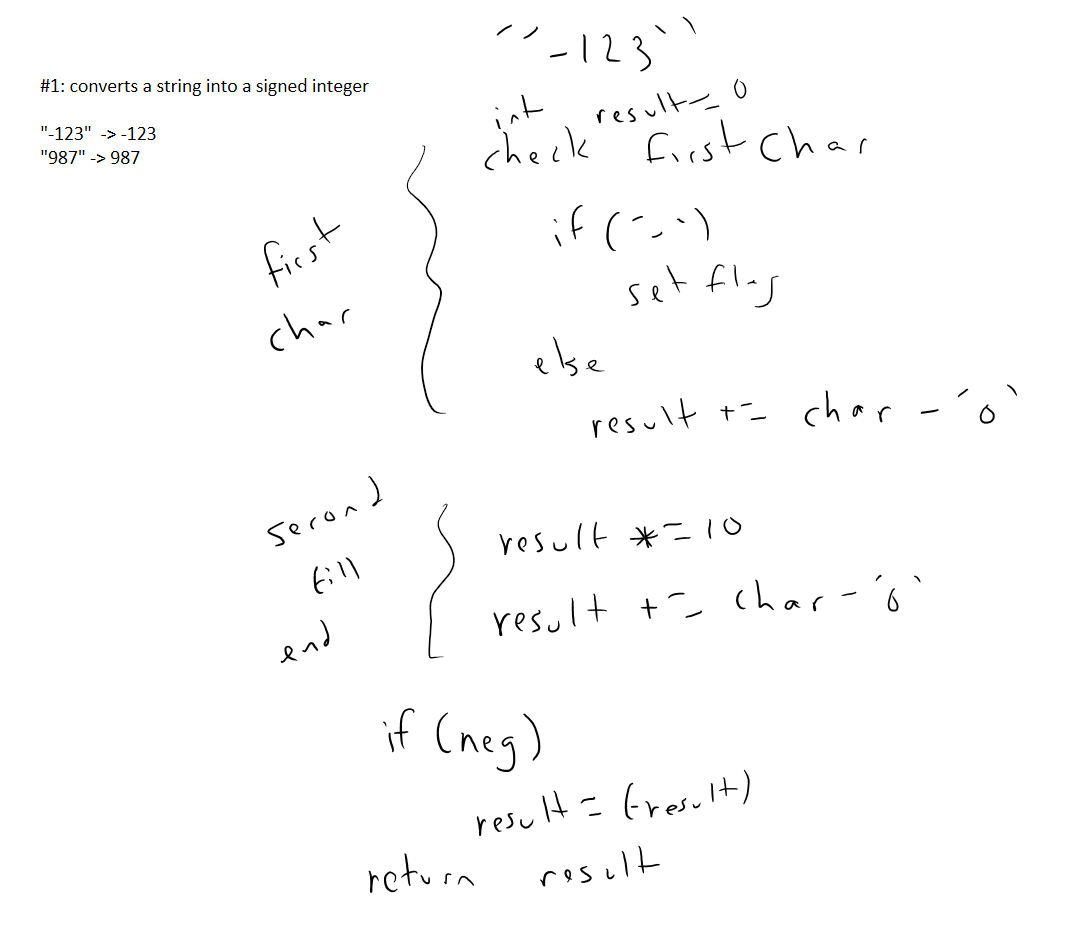 #1: converts a string into a signed integer
"-123" -> -123
"987" -> 987
"-123"
int result = 0
check first char
if (= -)
set flag
else
result += char - '0'
first
char
second
till
end
result *= 10
result += char - '0'
if (neg)
result = (-result)
return result